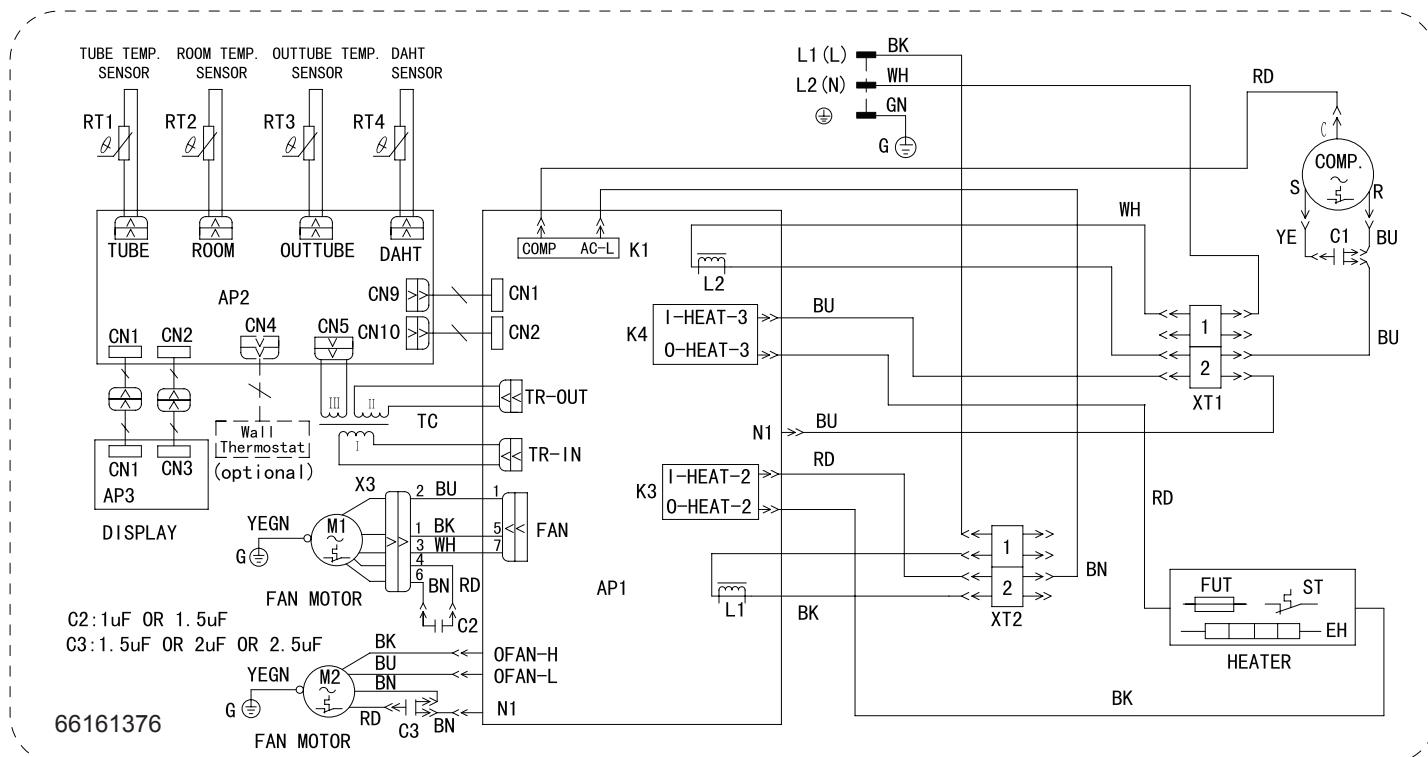 TUBE TEMP. SENSOR
ROOM TEMP. SENSOR
OUTTUBE TEMP. SENSOR
DAHT SENSOR
RT1
RT2
RT3
RT4
θ
θ
θ
θ
TUBE
ROOM
OUTTUBE
DAHT
AP2
CN9
CN10
CN1
CN2
CN1
CN2
CN4
CN5
Wall
Thermostat
(optional)
CN1
CN3
AP3
DISPLAY
III
II
I
TC
TR-OUT
TR-IN
X3
2 BU 1
1 BK 5
3 WH 7
4
6
BN
RD
C2
FAN
YEGN
M1
G
FAN MOTOR
C2:1uF OR 1.5uF
C3:1.5uF OR 2uF OR 2.5uF
YEGN
M2
G
BK
BU
BN
RD
C3
BN
FAN MOTOR
OFAN-H
OFAN-L
N1
66161376
COMP AC-L
K1
L2
K4
I-HEAT-3
O-HEAT-3
N1
BU
BU
K3
I-HEAT-2
O-HEAT-2
RD
AP1
L1
BK
L1(L)
BK
L2(N)
WH
GN
G
RD
C
COMP.
S
R
YE
C1
BU
WH
BU
1
2
XT1
1
2
XT2
BN
RD
FUT
ST
EH
HEATER
BK